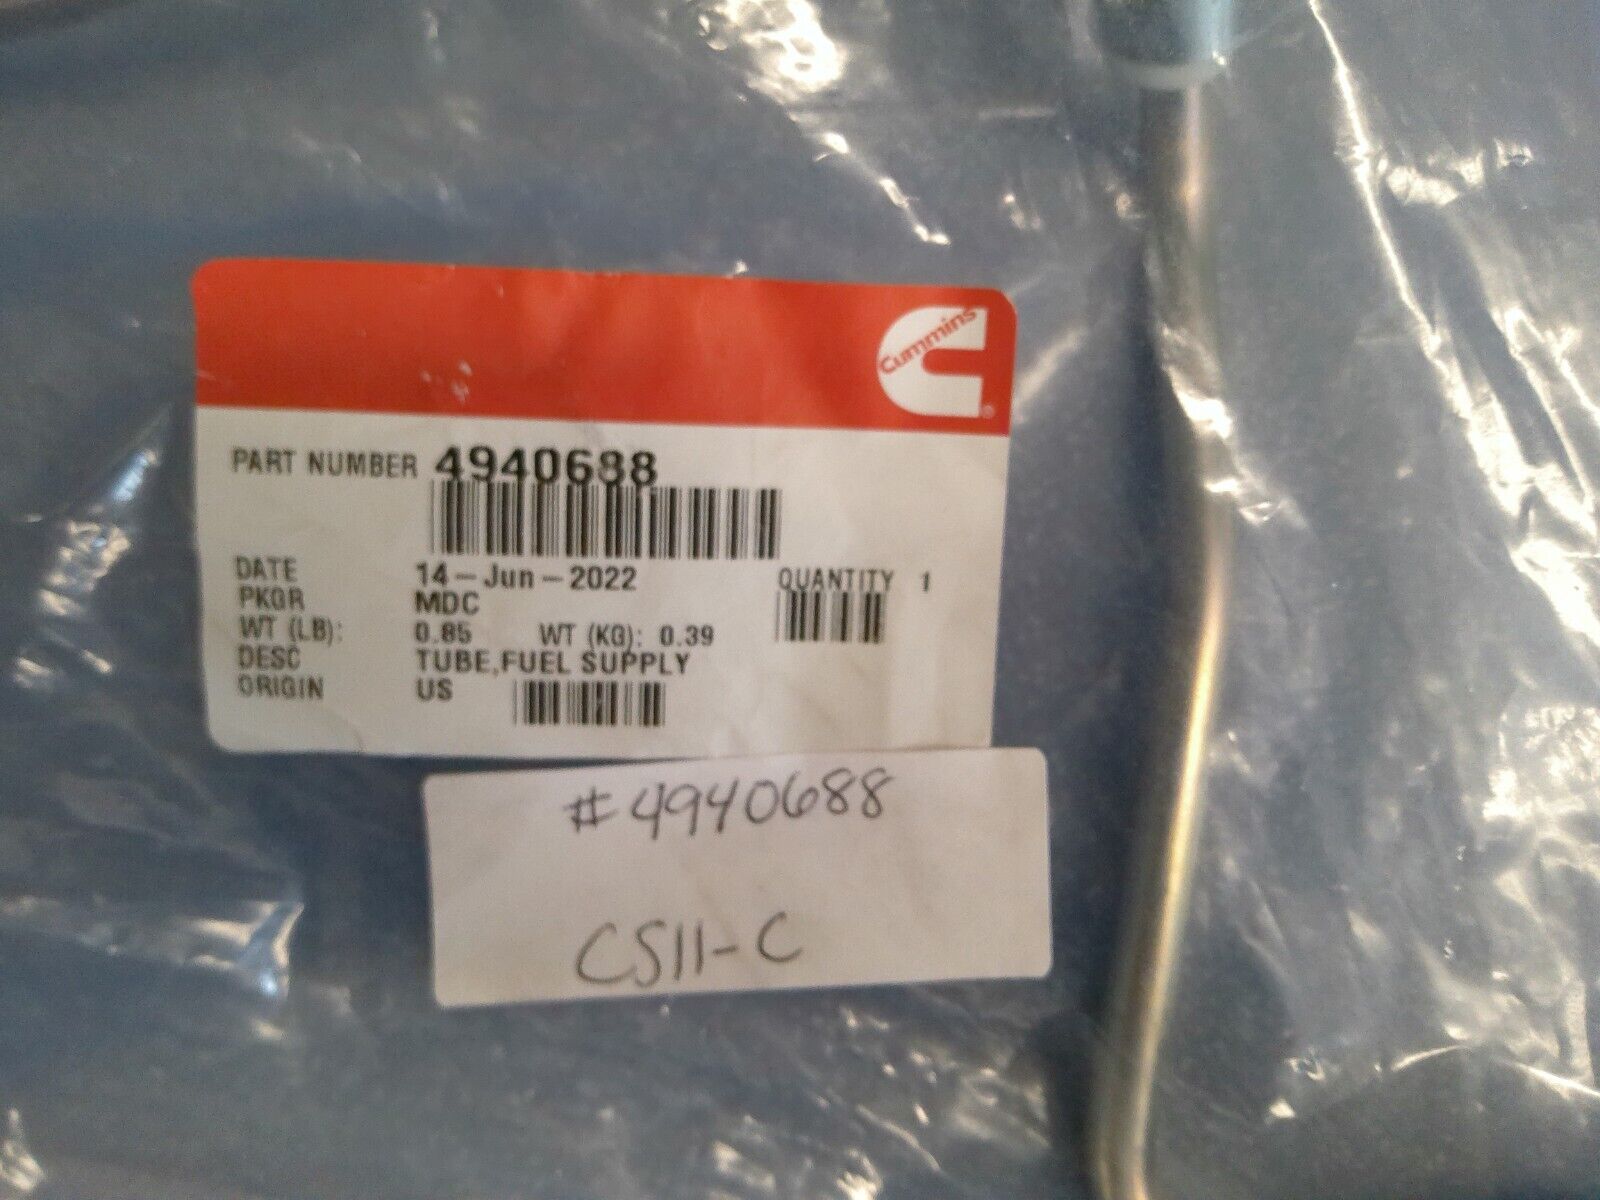 Cummins
PART NUMBER 4940688
DATE 14-Jun-2022 QUANTITY 1
PKGR MDC
WT (LB): 0.85 WT (KG): 0.39
DESC TUBE,FUEL SUPPLY
ORIGIN US
#4940688
CS11-C